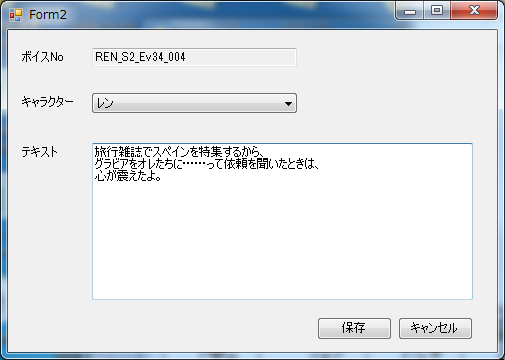 Form2
ボイスNo
REN_S2_Ev34_004
キャラクター
レン
テキスト
旅行雑誌でスペインを特集するから、
グラビアをオレたちに……って依頼を聞いたときは、
心が震えたよ。
保存
キャンセル